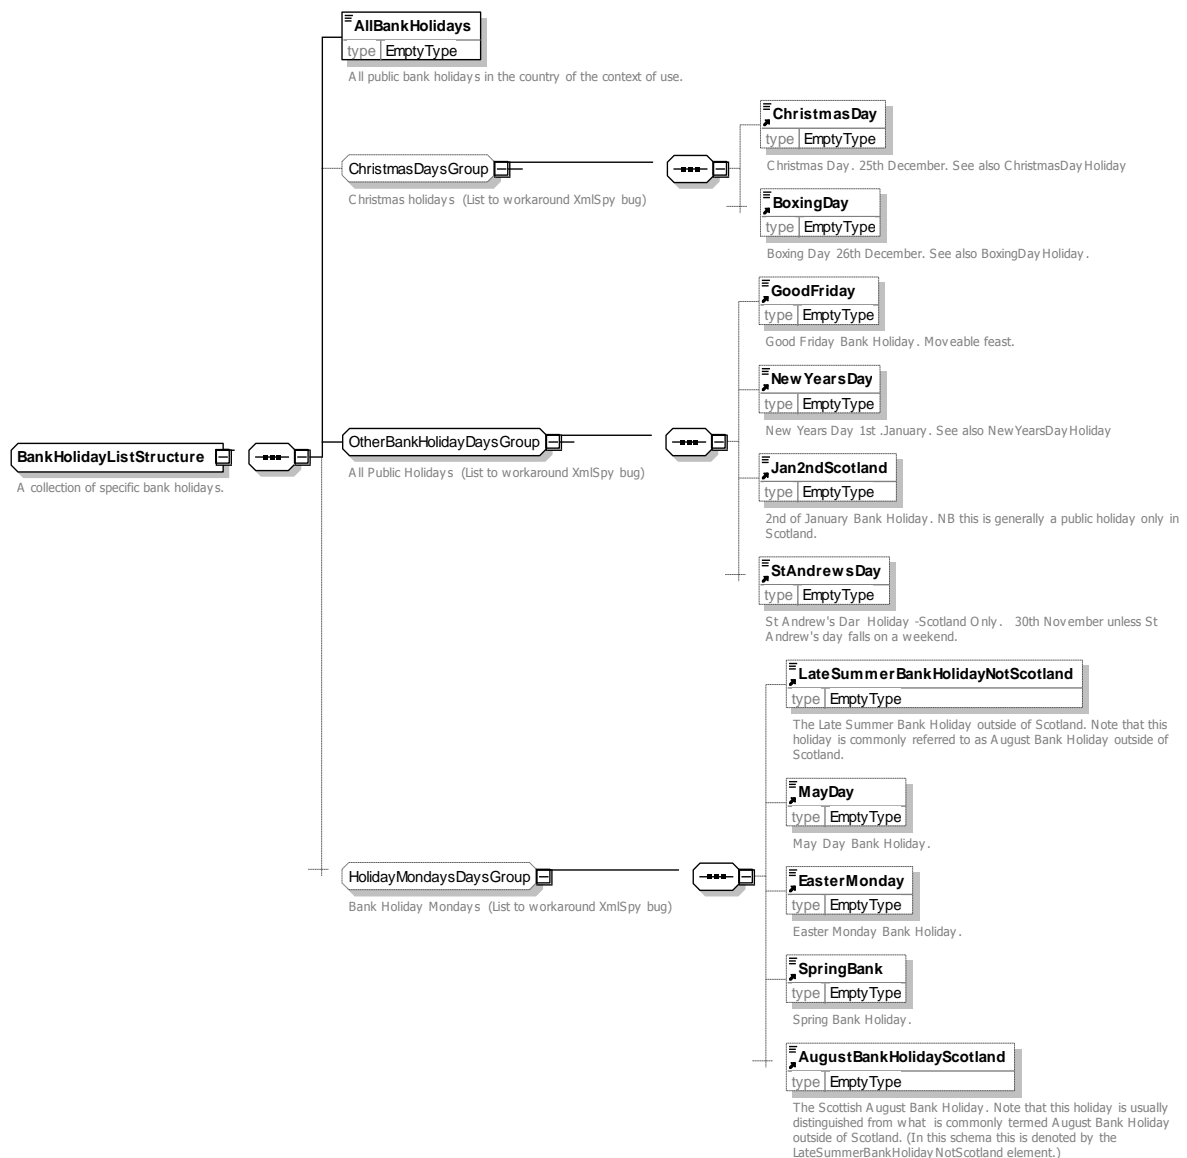 AllBankHolidays
type EmptyType
All public bank holidays in the country of the context of use.
ChristmasDay
type EmptyType
Christmas Day. 25th December. See also ChristmasDayHoliday
ChristmasDaysGroup
Christmas holidays (List to workaround XmlSpy bug)
BoxingDay
type EmptyType
Boxing Day 26th December. See also BoxingDayHoliday.
GoodFriday
type EmptyType
Good Friday Bank Holiday. Moveable feast.
NewYearsDay
type EmptyType
New Years Day 1st .January. See also NewYearsDayHoliday
BankHolidayListStructure
A collection of specific bank holidays.
OtherBankHolidayDaysGroup
All Public Holidays (List to workaround XmlSpy bug)
Jan2ndScotland
type EmptyType
2nd of January Bank Holiday. NB this is generally a public holiday only in
Scotland.
StAndrewsDay
type EmptyType
St Andrew's Dar Holiday -Scotland Only. 30th November unless St
Andrew's day falls on a weekend.
LateSummerBankHolidayNotScotland
type EmptyType
The Late Summer Bank Holiday outside of Scotland. Note that this
holiday is commonly referred to as August Bank Holiday outside of
Scotland.
MayDay
type EmptyType
May Day Bank Holiday.
HolidayMondaysDaysGroup
Bank Holiday Mondays (List to workaround XmlSpy bug)
EasterMonday
type EmptyType
Easter Monday Bank Holiday.
SpringBank
type EmptyType
Spring Bank Holiday.
AugustBankHolidayScotland
type EmptyType
The Scottish August Bank Holiday. Note that this holiday is usually
distinguished from what is commonly termed August Bank Holiday
outside of Scotland. (In this schema this is denoted by the
LateSummerBankHolidayNotScotland element.)